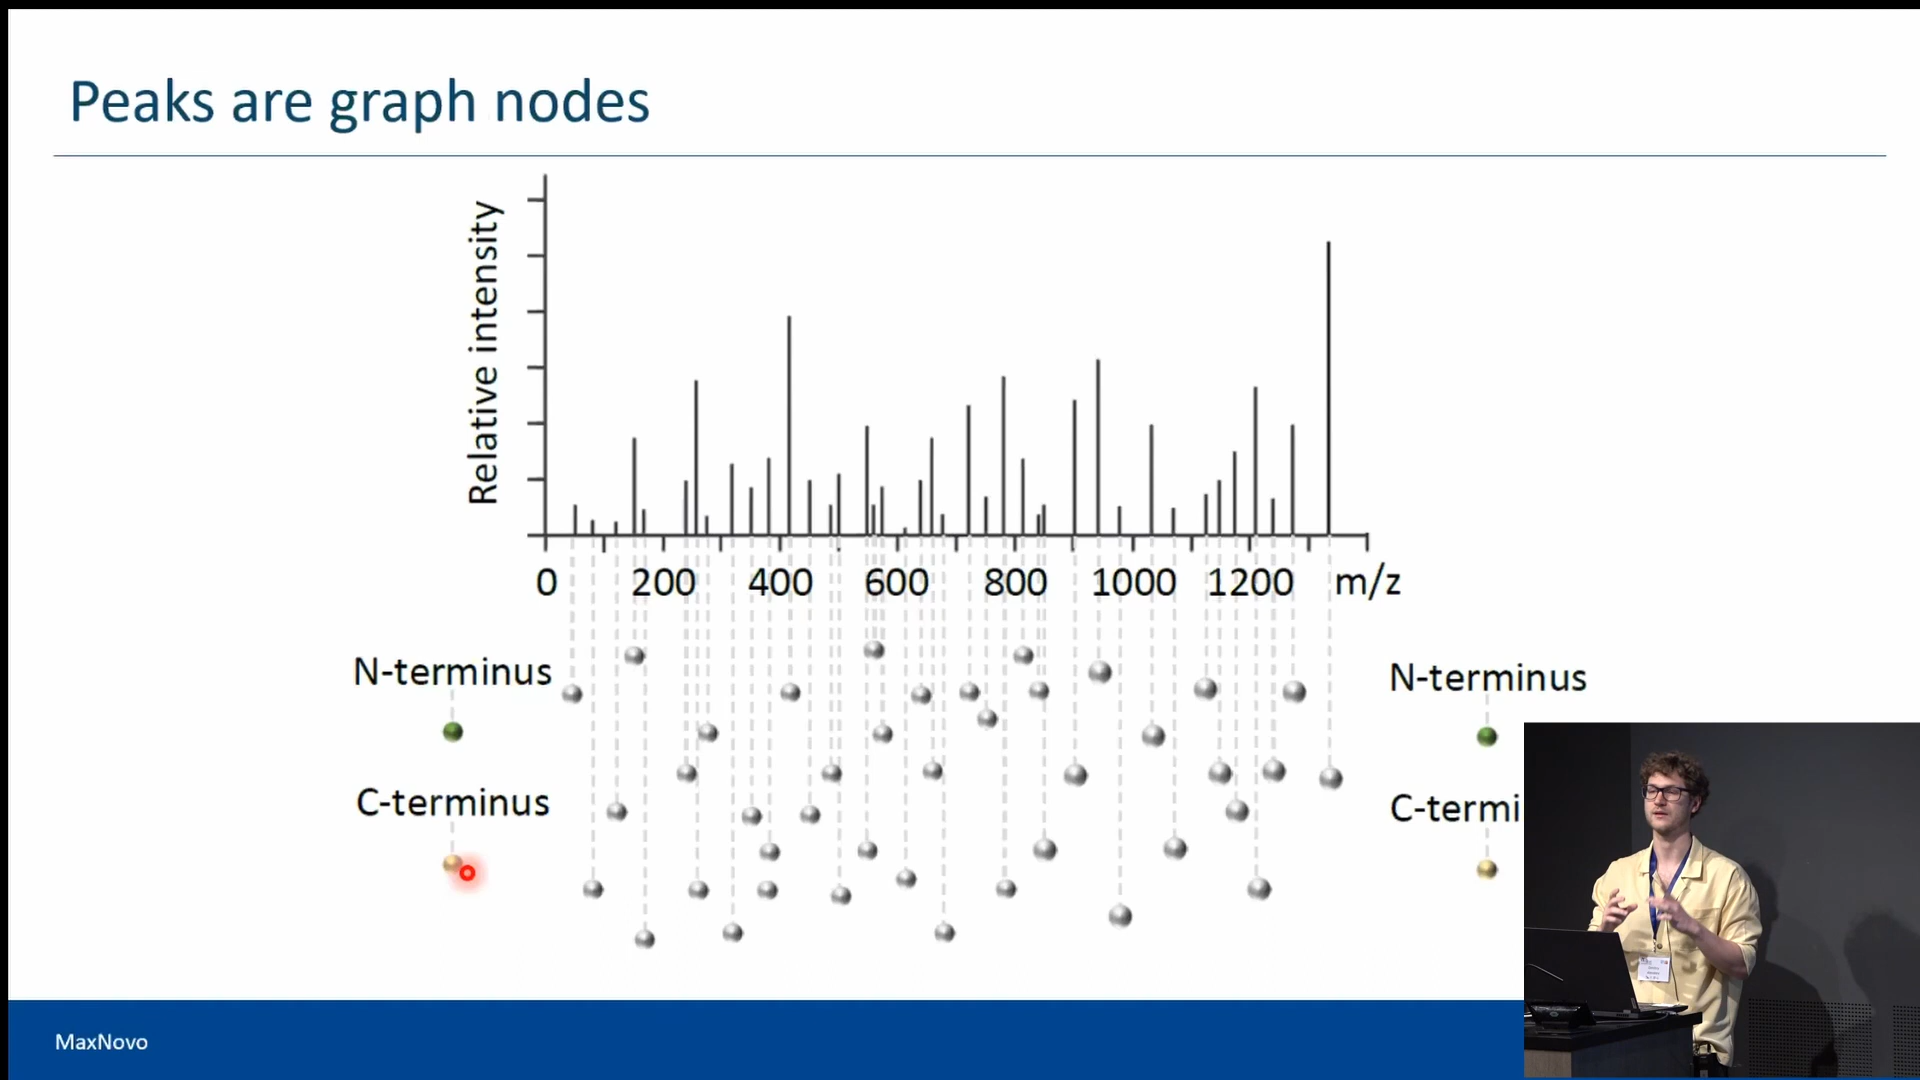 Peaks are graph nodes
Relative intensity
0 200 400 600 800 1000 1200 m/z
N-terminus
N-terminus
C-terminus
C-termi
MaxNovo